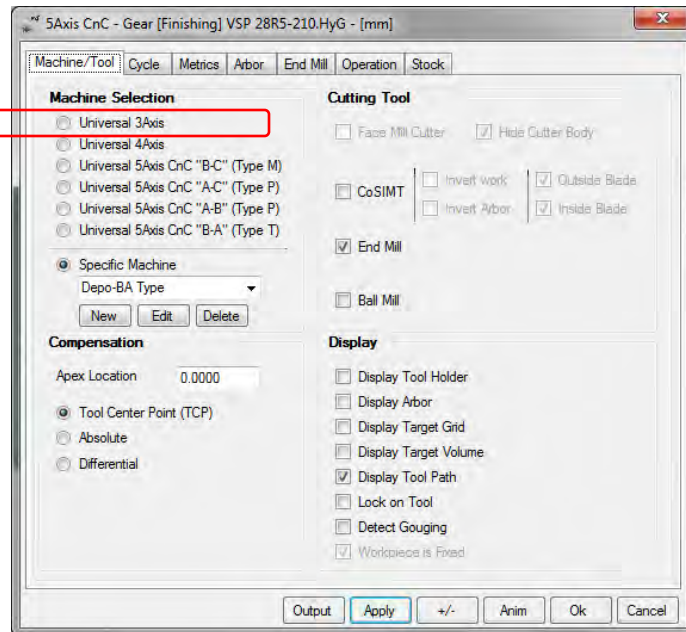 5Axis CnC - Gear [Finishing] VSP 28R5-210.HyG - [mm]
Machine/Tool Cycle Metrics Arbor End Mill Operation Stock
Machine Selection
Universal 3Axis
Universal 4Axis
Universal 5Axis CnC "B-C" (Type M)
Universal 5Axis CnC "A-C" (Type P)
Universal 5Axis CnC "A-B" (Type P)
Universal 5Axis CnC "B-A" (Type T)
Specific Machine
Depo-BA Type
New Edit Delete
Cutting Tool
Face Mill Cutter Hide Cutter Body
CoSIMT Invert work Outside Blade
Invert Arbor Inside Blade
End Mill
Ball Mill
Compensation
Apex Location 0.0000
Tool Center Point (TCP)
Absolute
Differential
Display
Display Tool Holder
Display Arbor
Display Target Grid
Display Target Volume
Display Tool Path
Lock on Tool
Detect Gouging
Workpiece is Fixed
Output Apply +/- Anim Ok Cancel